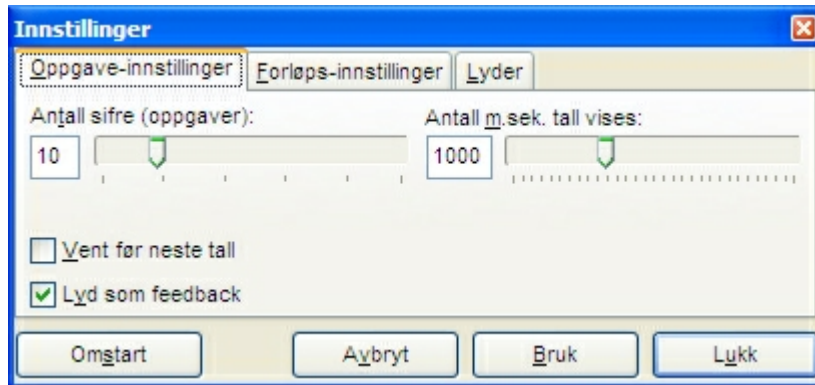 Innstillinger
Oppgave-innstillinger Forløps-innstillinger Lyder
Antall sifre (oppgaver): Antall m.sek. tall vises:
10 1000
Vent før neste tall
Lyd som feedback
Omstart Avbryt Bruk Lukk